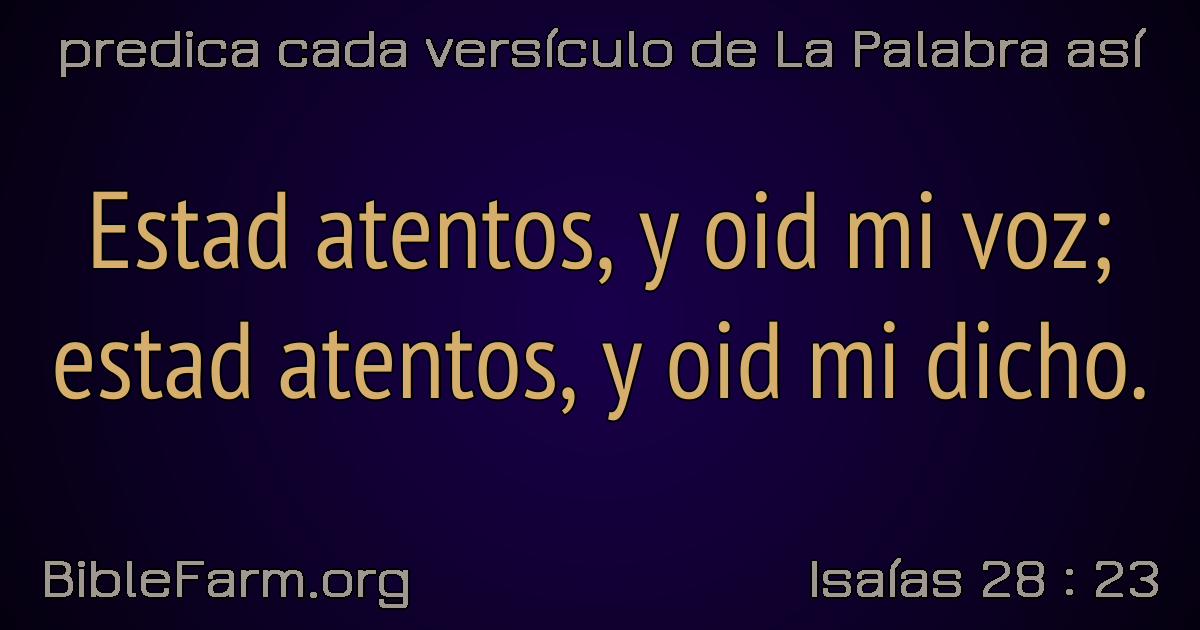 predica cada versículo de La Palabra así
Estad atentos, y oid mi voz;
estad atentos, y oid mi dicho.
BibleFarm.org
Isaías 28 : 23